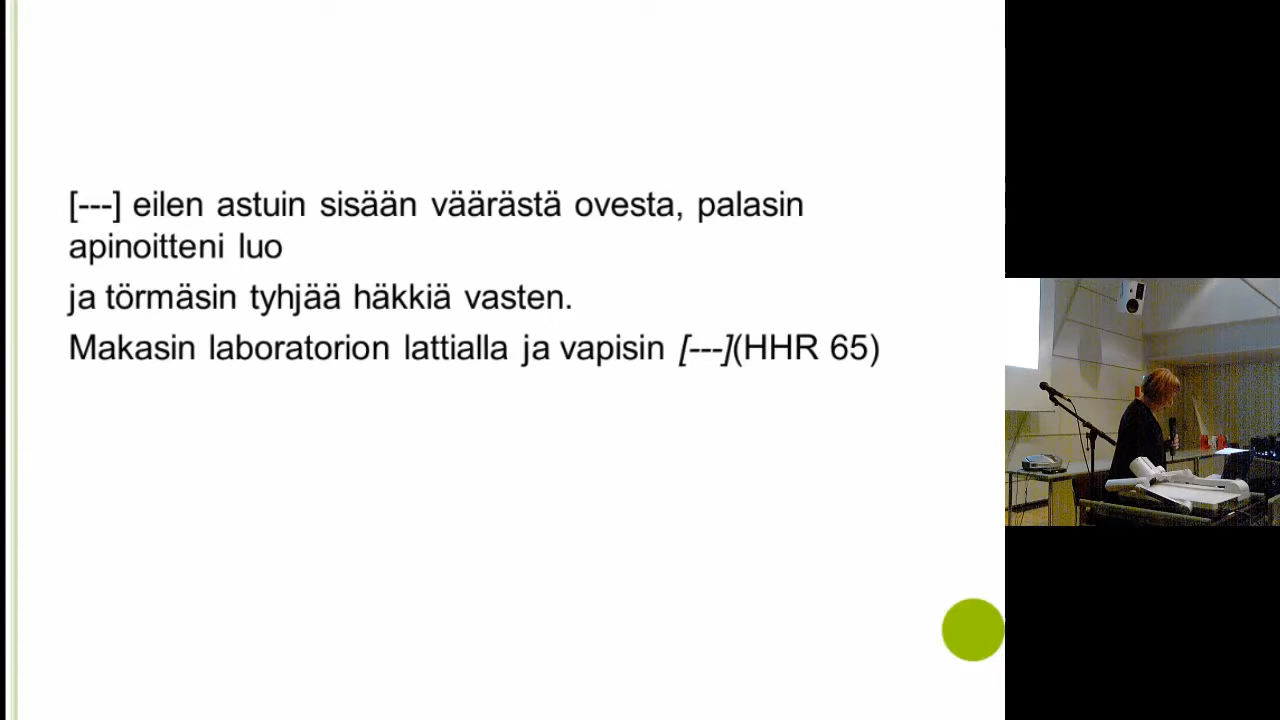 [---] eilen astuin sisään väärästä ovesta, palasin
apinoitteni luo
ja törmäsin tyhjää häkkiä vasten.
Makasin laboratorion lattialla ja vapisin [---](HHR 65)